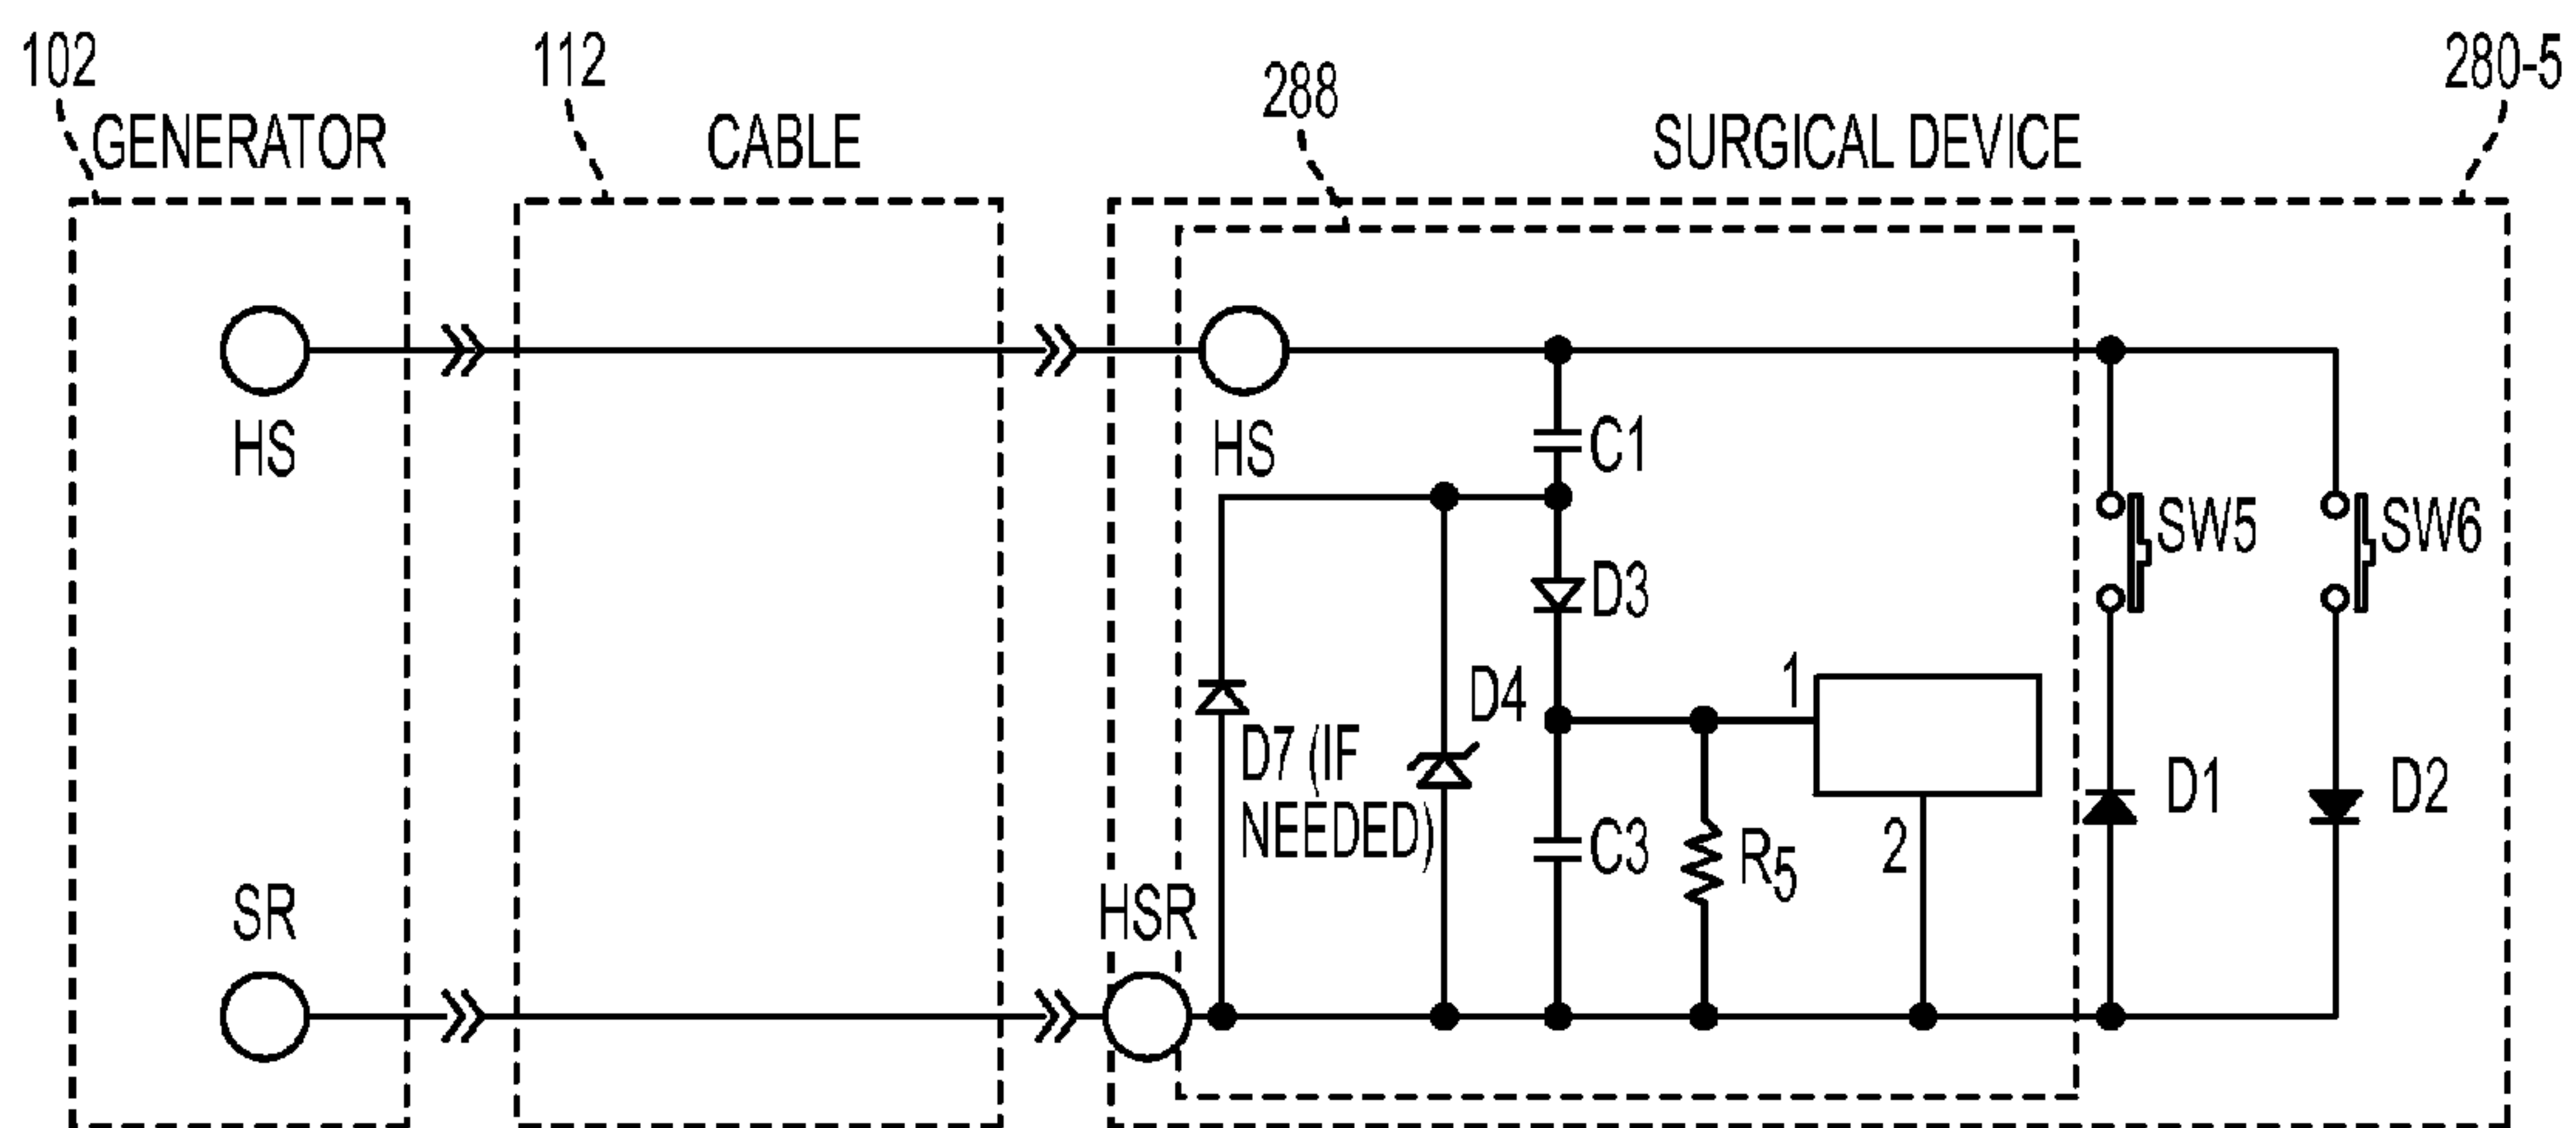 102
112
288
280-5
GENERATOR
CABLE
SURGICAL DEVICE
HS
HS
C1
SW5
SW6
D3
D4
1
D7 (IF
NEEDED)
D1
D2
C3
R5
2
SR
HSR